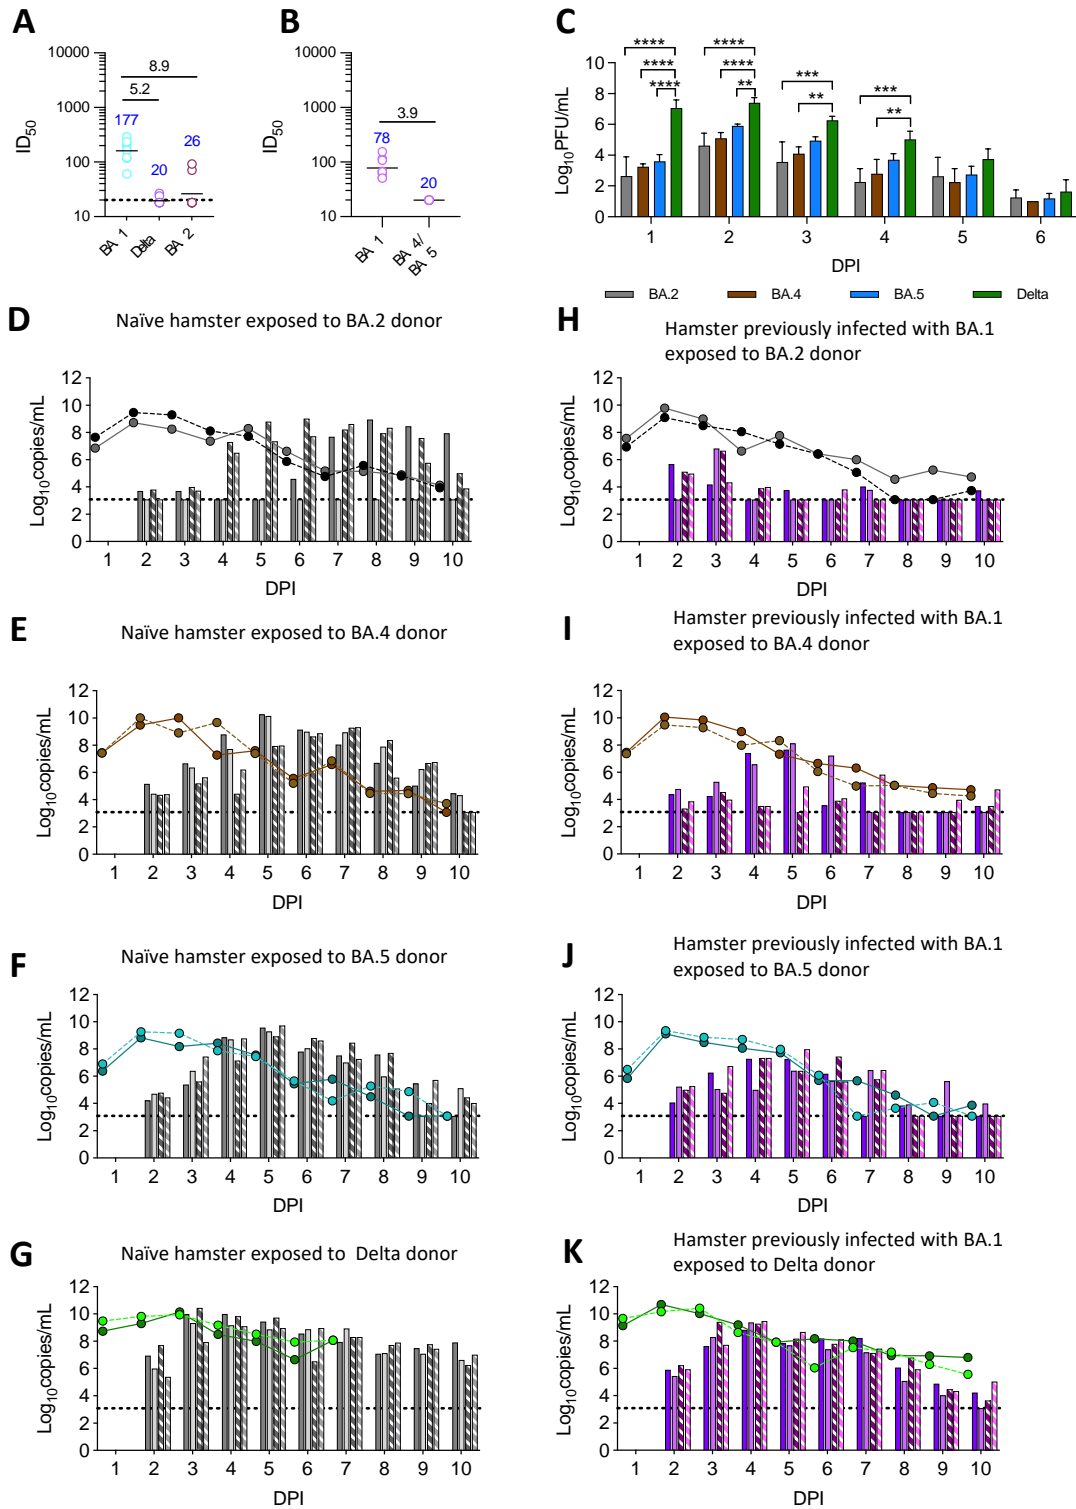 A
10000
1000
100
10
ID50
8.9
5.2
177
20
26
BA 1
Delta
BA 2
B
10000
1000
100
10
ID50
3.9
78
20
BA 1
BA 4/
BA 5
C
10
8
6
4
2
0
Log10PFU/mL
**** **** *** ***
**** **** ** **
**** **
1 2 3 4 5 6
DPI
BA.2 BA.4 BA.5 Delta
D
Naïve hamster exposed to BA.2 donor
12
10
8
6
4
2
0
Log10copies/mL
1 2 3 4 5 6 7 8 9 10
DPI
H
Hamster previously infected with BA.1
exposed to BA.2 donor
12
10
8
6
4
2
0
Log10copies/mL
1 2 3 4 5 6 7 8 9 10
DPI
E
Naïve hamster exposed to BA.4 donor
12
10
8
6
4
2
0
Log10copies/mL
1 2 3 4 5 6 7 8 9 10
DPI
I
Hamster previously infected with BA.1
exposed to BA.4 donor
12
10
8
6
4
2
0
Log10copies/mL
1 2 3 4 5 6 7 8 9 10
DPI
F
Naïve hamster exposed to BA.5 donor
12
10
8
6
4
2
0
Log10copies/mL
1 2 3 4 5 6 7 8 9 10
DPI
J
Hamster previously infected with BA.1
exposed to BA.5 donor
12
10
8
6
4
2
0
Log10copies/mL
1 2 3 4 5 6 7 8 9 10
DPI
G
Naïve hamster exposed to Delta donor
12
10
8
6
4
2
0
Log10copies/mL
1 2 3 4 5 6 7 8 9 10
DPI
K
Hamster previously infected with BA.1
exposed to Delta donor
12
10
8
6
4
2
0
Log10copies/mL
1 2 3 4 5 6 7 8 9 10
DPI